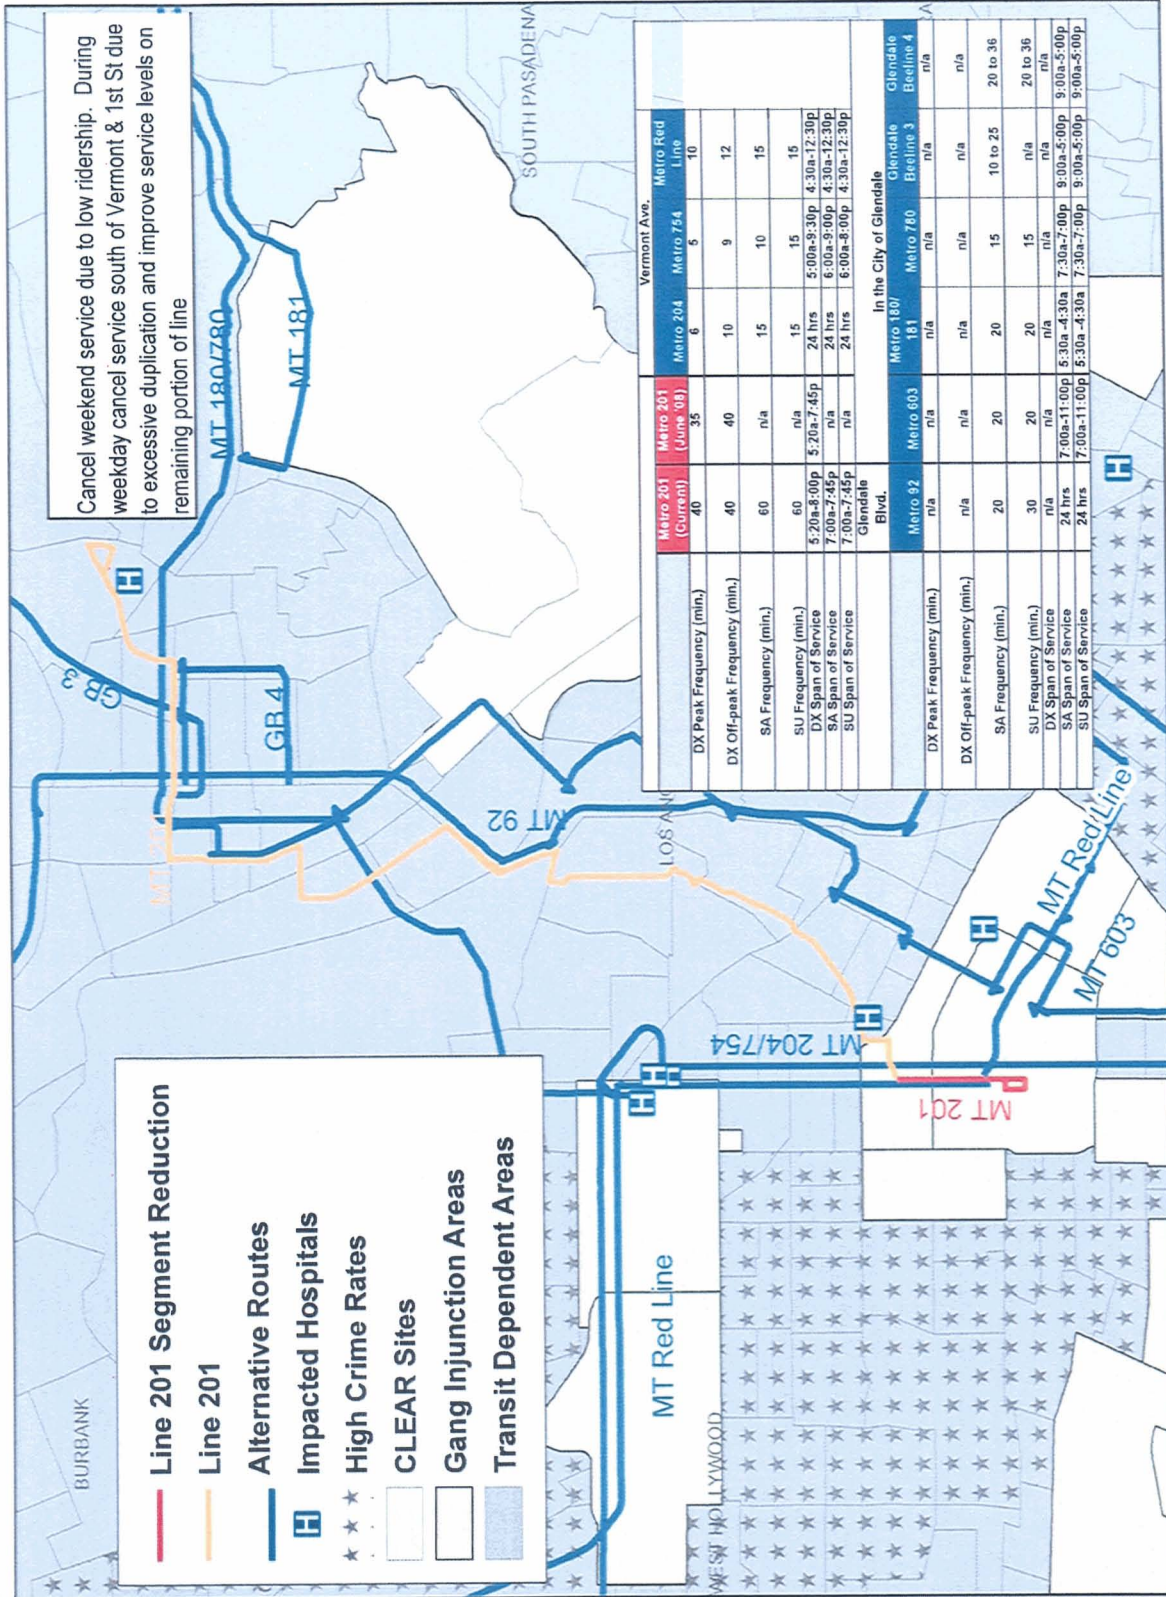 Cancel weekend service due to low ridership. During
weekday cancel service south of Vermont & 1st St due
to excessive duplication and improve service levels on
remaining portion of line
BURBANK
SOUTH PASADENA
WEST HOLLYWOOD
MT 180/780
MT 181
GB 3
GB 4
MT 92
MT 204/754
MT 201
MT Red Line
MT Red Line
MT 603
Line 201 Segment Reduction
Line 201
Alternative Routes
H Impacted Hospitals
High Crime Rates
CLEAR Sites
Gang Injunction Areas
Transit Dependent Areas
H
H
H
H
H
H
Vermont Ave.
Metro 201 (Current) Metro 201 (June '08) Metro 204 Metro 754 Metro Red Line
DX Peak Frequency (min.) 40 35 6 5 10
DX Off-peak Frequency (min.) 40 40 10 9 12
SA Frequency (min.) 60 n/a 15 10 15
SU Frequency (min.) 60 n/a 15 15 15
DX Span of Service 5:20a-8:00p 5:20a-7:45p 24 hrs 5:00a-9:30p 4:30a-12:30p
SA Span of Service 7:00a-7:45p n/a 24 hrs 6:00a-9:00p 4:30a-12:30p
SU Span of Service 7:00a-7:45p n/a 24 hrs 6:00a-8:00p 4:30a-12:30p
Glendale Blvd. In the City of Glendale
Metro 92 Metro 603 Metro 180/ 181 Metro 780 Glendale Beeline 3 Glendale Beeline 4
DX Peak Frequency (min.) n/a n/a n/a n/a n/a n/a
DX Off-peak Frequency (min.) n/a n/a n/a n/a n/a n/a
SA Frequency (min.) 20 20 20 15 10 to 25 20 to 36
SU Frequency (min.) 30 20 20 15 n/a 20 to 36
DX Span of Service n/a n/a n/a n/a n/a n/a
SA Span of Service 24 hrs 7:00a-11:00p 5:30a -4:30a 7:30a-7:00p 9:00a-5:00p 9:00a-5:00p
SU Span of Service 24 hrs 7:00a-11:00p 5:30a -4:30a 7:30a-7:00p 9:00a-5:00p 9:00a-5:00p